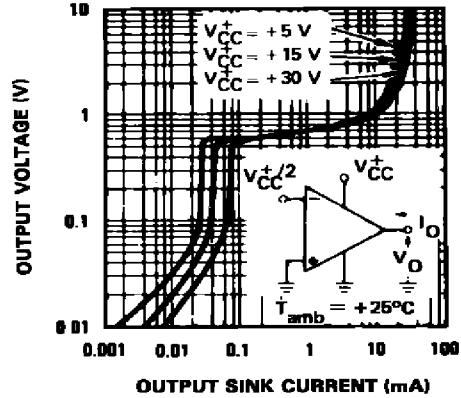 OUTPUT VOLTAGE (V)
10
1
0.1
0 01
V+CC = +5 V
V+CC = +15 V
V+CC = +30 V
V+CC/2
V+CC
−
+
IO
VO
Tamb = +25°C
0.001 0.01 0.1 1 10 100
OUTPUT SINK CURRENT (mA)